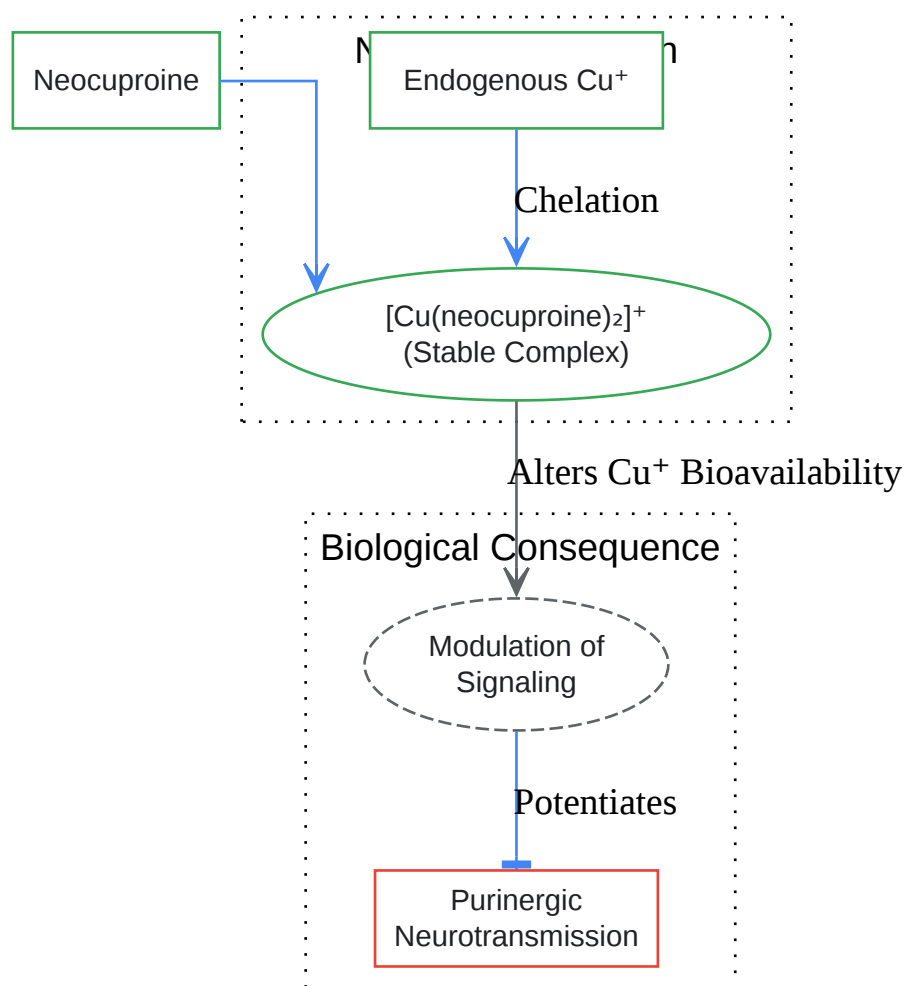 Neocuproine
Endogenous Cu⁺
Chelation
[Cu(neocuproine)₂]⁺
(Stable Complex)
Alters Cu⁺ Bioavailability
Biological Consequence
Modulation of
Signaling
Potentiates
Purinergic
Neurotransmission